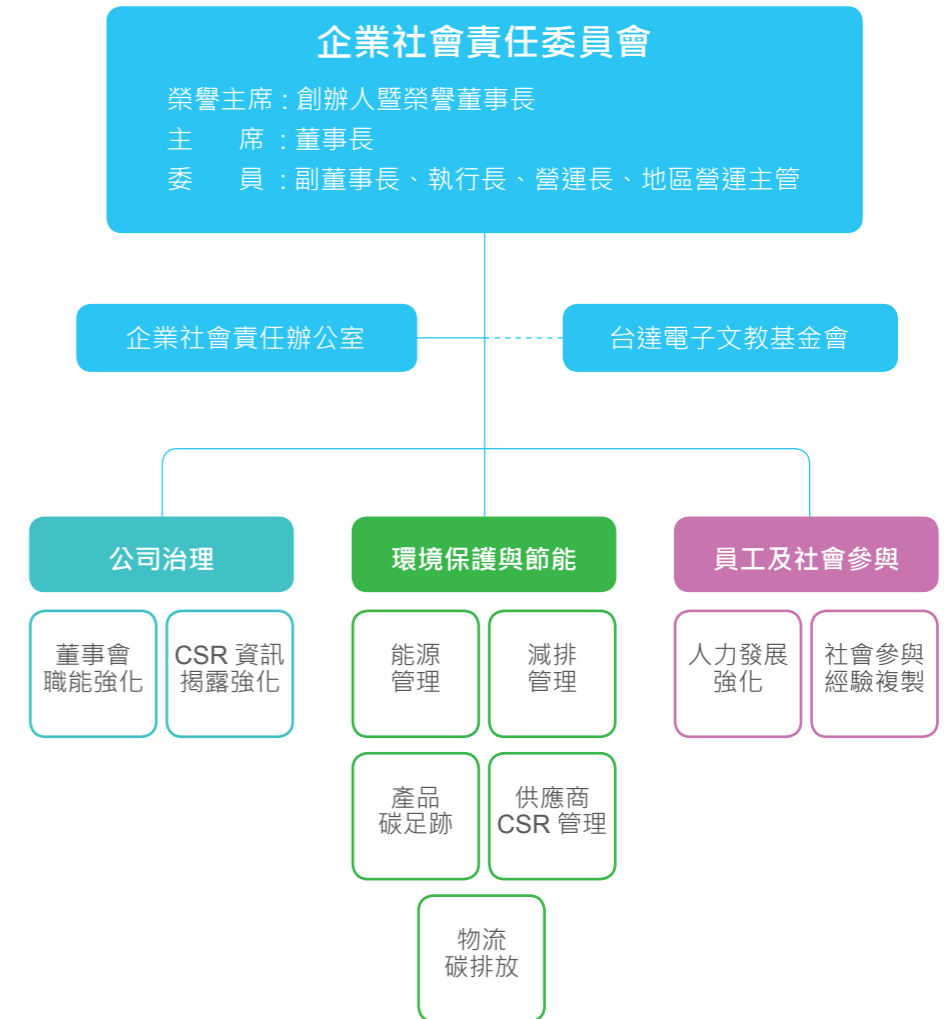 企業社會責任委員會
榮譽主席 : 創辦人暨榮譽董事長
主　　席 : 董事長
委　　員 : 副董事長、執行長、營運長、地區營運主管
企業社會責任辦公室
台達電子文教基金會
公司治理
環境保護與節能
員工及社會參與
董事會
職能強化
CSR 資訊
揭露強化
能源
管理
減排
管理
人力發展
強化
社會參與
經驗複製
產品
碳足跡
供應商
CSR 管理
物流
碳排放